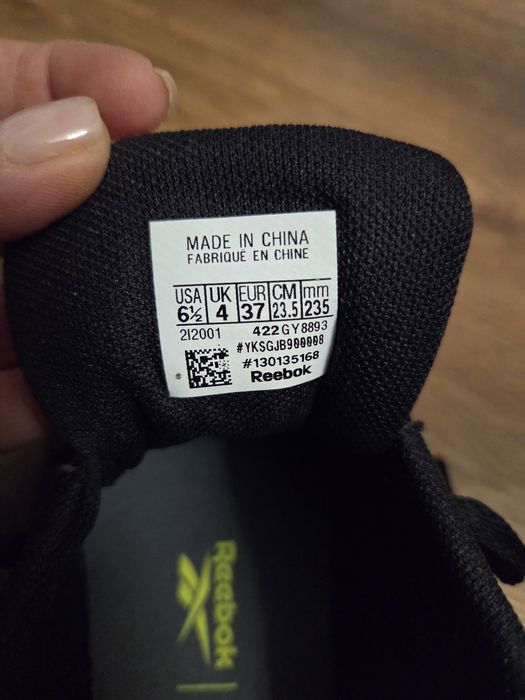 MADE IN CHINA
FABRIQUÉ EN CHINE
USA UK EUR CM mm
6½ 4 37 23.5 235
2I2001 422 GY8893
#YKSGJB900008
#130135168
Reebok
Reebok